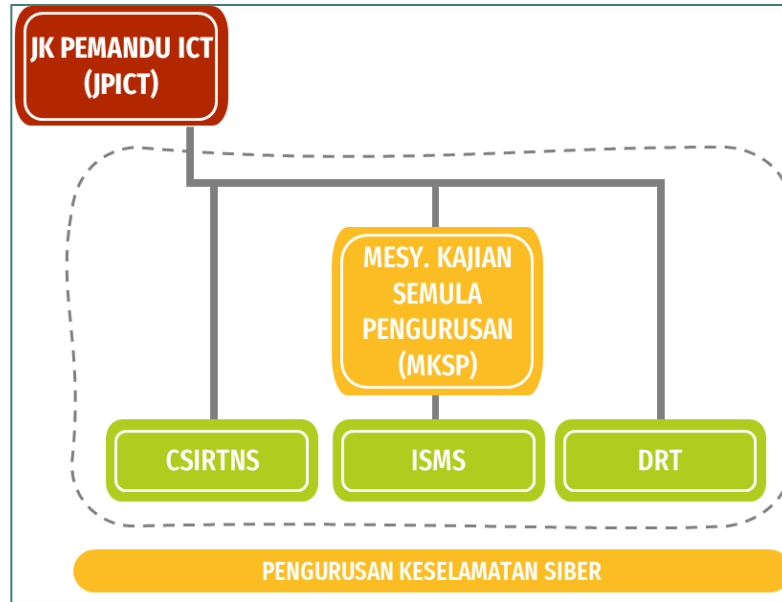 JK PEMANDU ICT
(JPICT)
MESY. KAJIAN
SEMULA
PENGURUSAN
(MKSP)
CSIRTNS
ISMS
DRT
PENGURUSAN KESELAMATAN SIBER